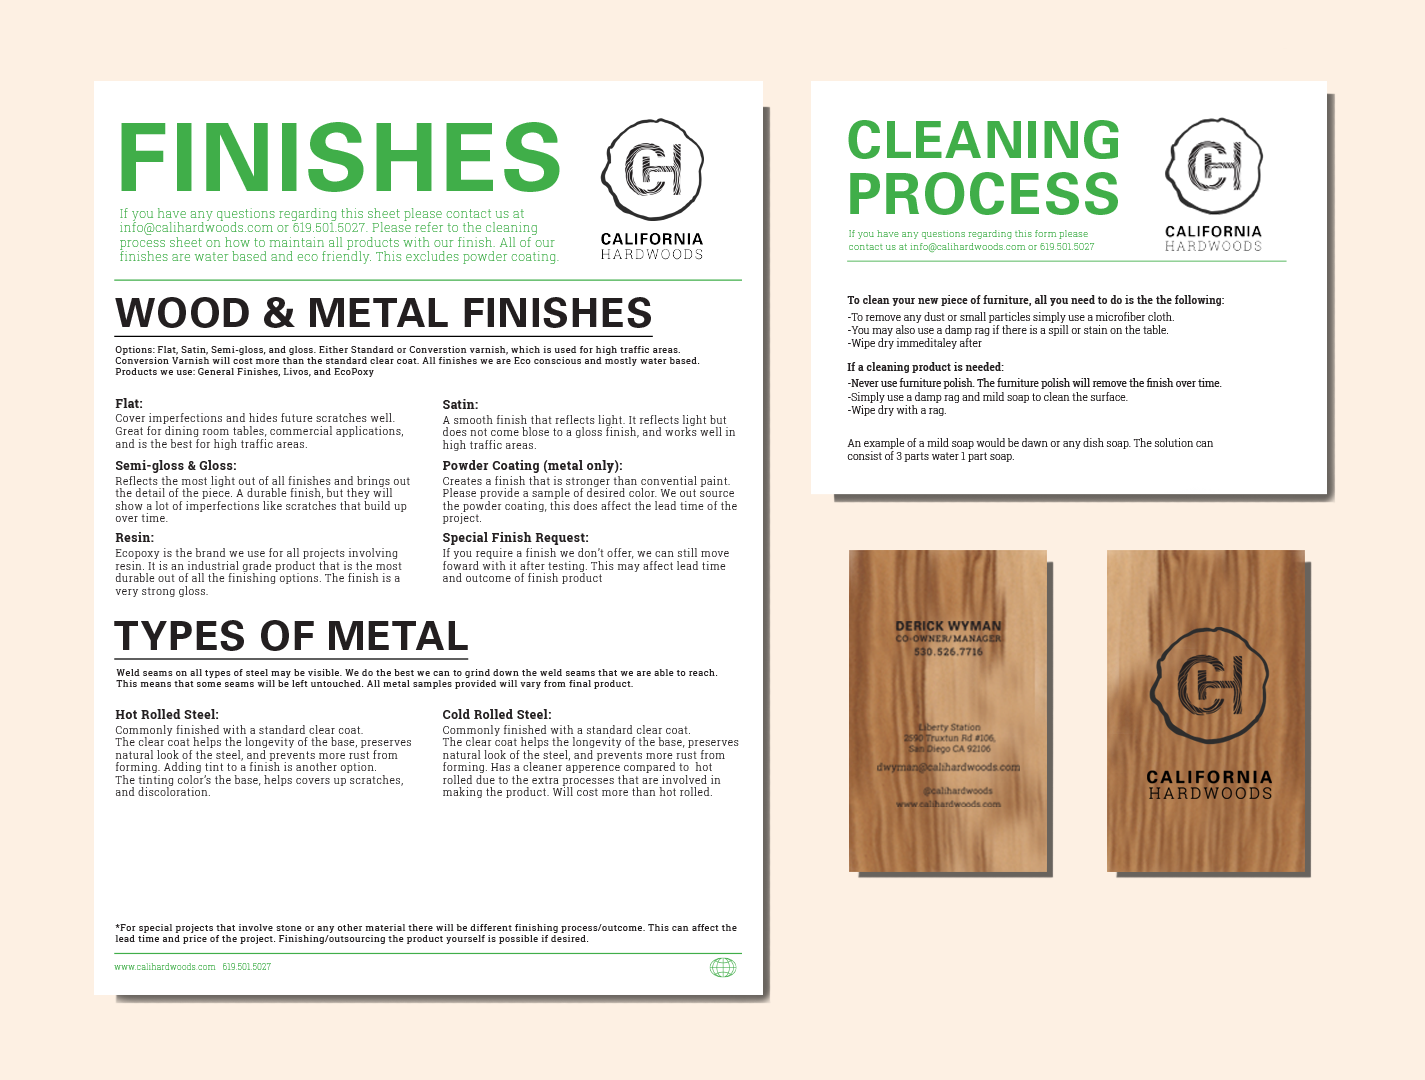 FINISHES
If you have any questions regarding this sheet please contact us at
info@calihardwoods.com or 619.501.5027. Please refer to the cleaning
process sheet on how to maintain all products with our finish. All of our
finishes are water based and eco friendly. This excludes powder coating.
CH
CALIFORNIA
HARDWOODS
WOOD & METAL FINISHES
Options: Flat, Satin, Semi-gloss, and gloss. Either Standard or Converstion varnish, which is used for high traffic areas.
Conversion Varnish will cost more than the standard clear coat. All finishes we are Eco conscious and mostly water based.
Products we use: General Finishes, Livos, and EcoPoxy
Flat:
Cover imperfections and hides future scratches well.
Great for dining room tables, commercial applications,
and is the best for high traffic areas.
Semi-gloss & Gloss:
Reflects the most light out of all finishes and brings out
the detail of the piece. A durable finish, but they will
show a lot of imperfections like scratches that build up
over time.
Resin:
Ecopoxy is the brand we use for all projects involving
resin. It is an industrial grade product that is the most
durable out of all the finishing options. The finish is a
very strong gloss.
Satin:
A smooth finish that reflects light. It reflects light but
does not come blose to a gloss finish, and works well in
high traffic areas.
Powder Coating (metal only):
Creates a finish that is stronger than convential paint.
Please provide a sample of desired color. We out source
the powder coating, this does affect the lead time of the
project.
Special Finish Request:
If you require a finish we don't offer, we can still move
foward with it after testing. This may affect lead time
and outcome of finish product
TYPES OF METAL
Weld seams on all types of steel may be visible. We do the best we can to grind down the weld seams that we are able to reach.
This means that some seams will be left untouched. All metal samples provided will vary from final product.
Hot Rolled Steel:
Commonly finished with a standard clear coat.
The clear coat helps the longevity of the base, preserves
natural look of the steel, and prevents more rust from
forming. Adding tint to a finish is another option.
The tinting color's the base, helps covers up scratches,
and discoloration.
Cold Rolled Steel:
Commonly finished with a standard clear coat.
The clear coat helps the longevity of the base, preserves
natural look of the steel, and prevents more rust from
forming. Has a cleaner apperence compared to hot
rolled due to the extra processes that are involved in
making the product. Will cost more than hot rolled.
*For special projects that involve stone or any other material there will be different finishing process/outcome. This can affect the
lead time and price of the project. Finishing/outsourcing the product yourself is possible if desired.
www.calihardwoods.com 619.501.5027
CLEANING
PROCESS
If you have any questions regarding this form please
contact us at info@calihardwoods.com or 619.501.5027
CH
CALIFORNIA
HARDWOODS
To clean your new piece of furniture, all you need to do is the the following:
-To remove any dust or small particles simply use a microfiber cloth.
-You may also use a damp rag if there is a spill or stain on the table.
-Wipe dry immeditaley after
If a cleaning product is needed:
-Never use furniture polish. The furniture polish will remove the finish over time.
-Simply use a damp rag and mild soap to clean the surface.
-Wipe dry with a rag.
An example of a mild soap would be dawn or any dish soap. The solution can
consist of 3 parts water 1 part soap.
DERICK WYMAN
CO-OWNER/MANAGER
530.526.7716
Liberty Station
2590 Truxtun Rd #106,
San Diego CA 92106
dwyman@calihardwoods.com
@calihardwoods
www.calihardwoods.com
CH
CALIFORNIA
HARDWOODS